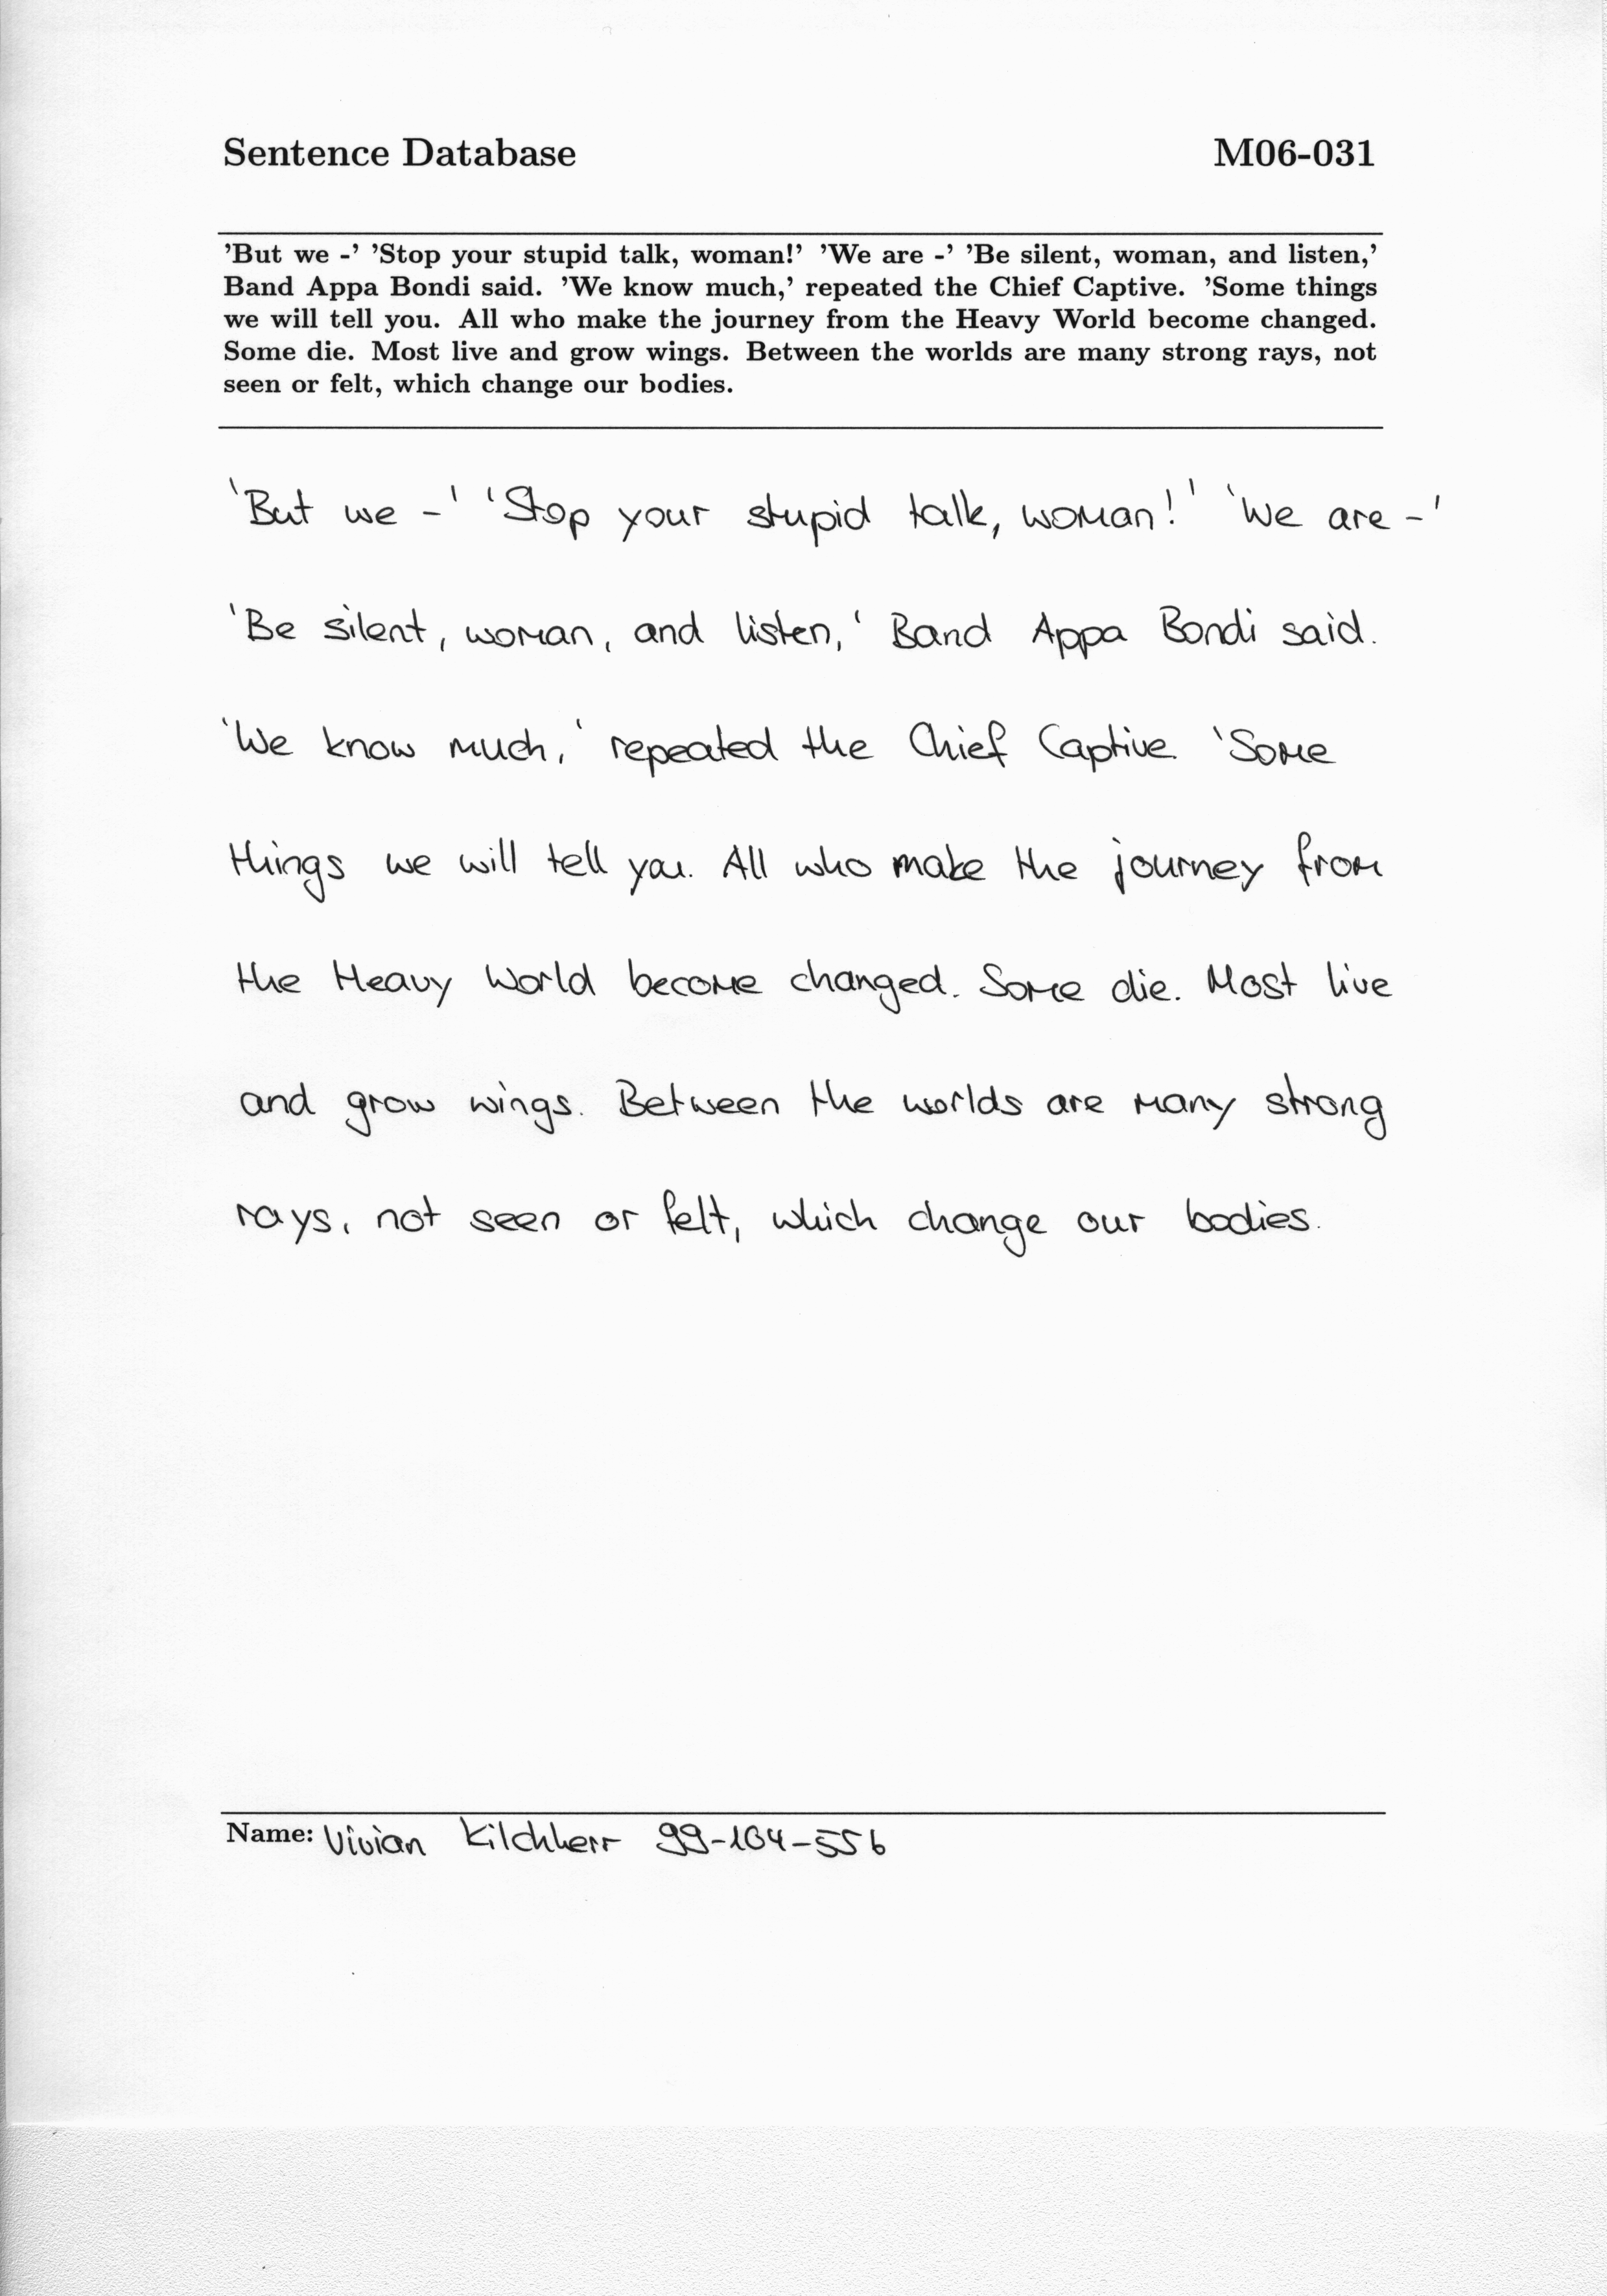 Sentence Database M06-031
'But we -' 'Stop your stupid talk, woman!' 'We are -' 'Be silent, woman, and listen,'
Band Appa Bondi said. 'We know much,' repeated the Chief Captive. 'Some things
we will tell you. All who make the journey from the Heavy World become changed.
Some die. Most live and grow wings. Between the worlds are many strong rays, not
seen or felt, which change our bodies.
'But we -' 'Stop your stupid talk, woman!' 'We are -'
'Be silent, woman, and listen,' Band Appa Bondi said.
'We know much,' repeated the Chief Captive. 'Some
things we will tell you. All who make the journey from
the Heavy World become changed. Some die. Most live
and grow wings. Between the worlds are many strong
rays, not seen or felt, which change our bodies.
Name: Vivian Kilchherr 99-104-556